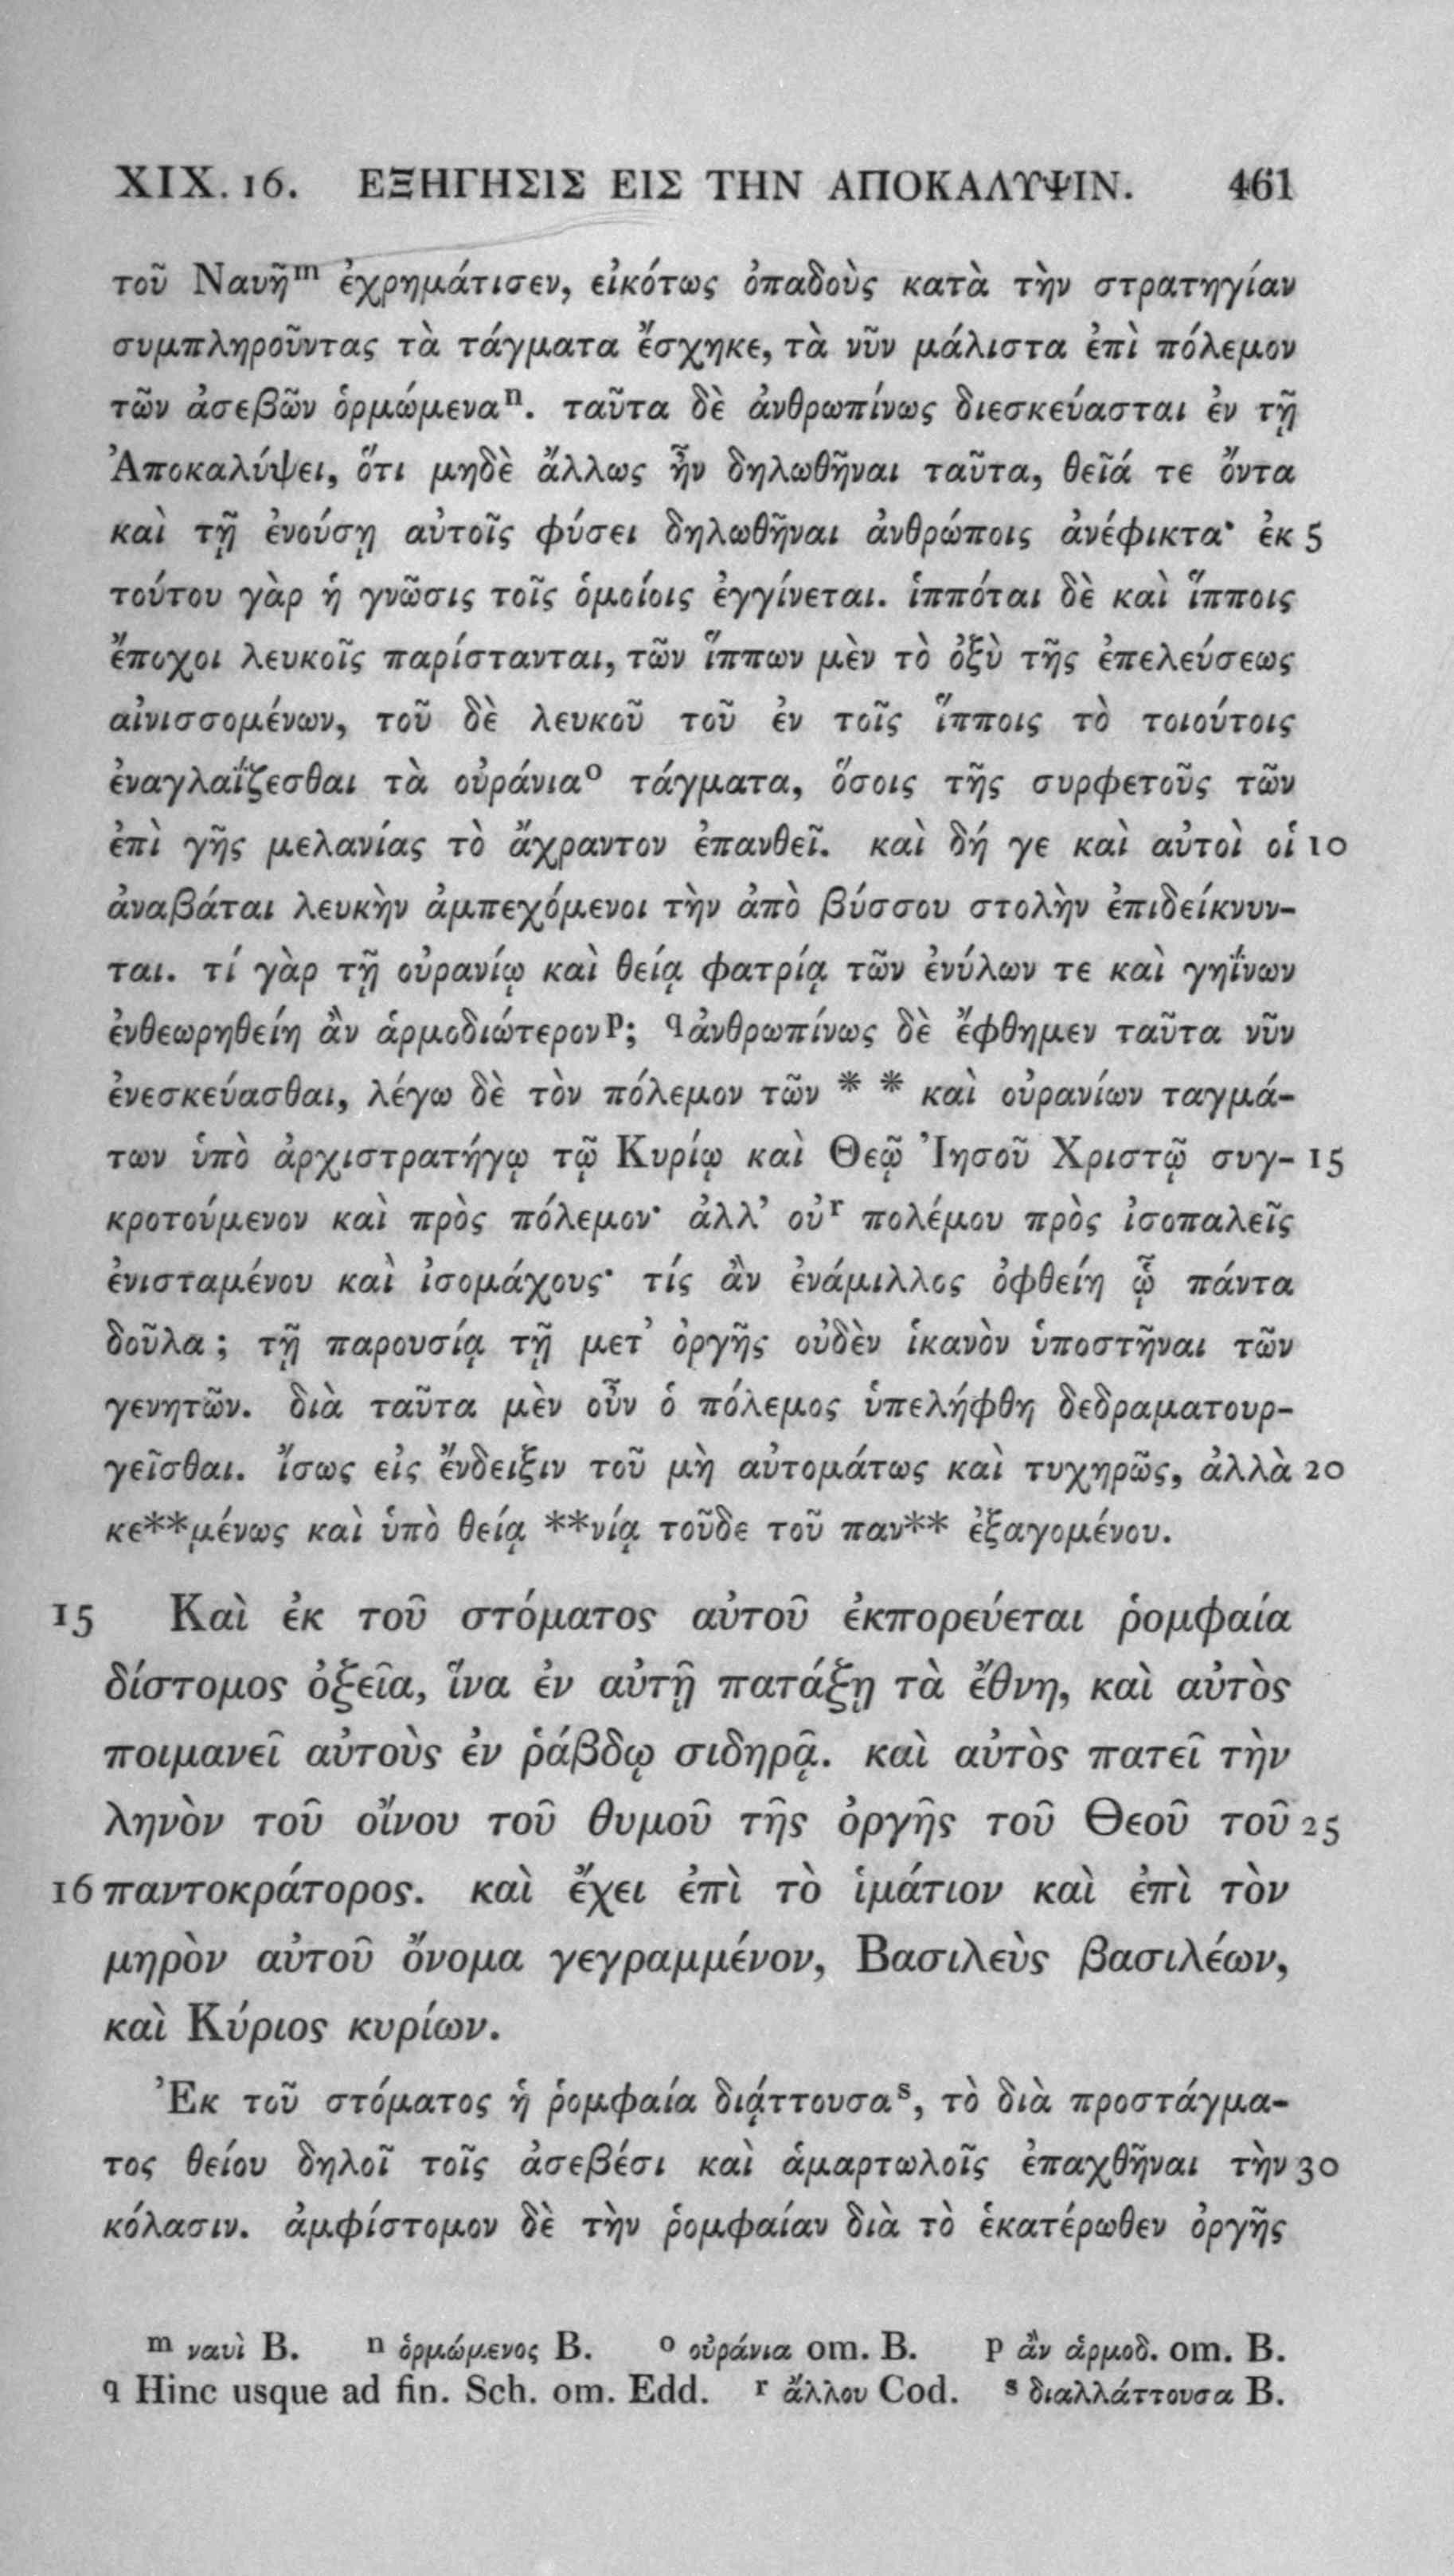 XIX. 16. ΕΞΗΓΗΣΙΣ ΕΙΣ ΤΗΝ ΑΠΟΚΑΛΥΨΙΝ. 461
τοῦ Ναυῆᵐ ἐχρημάτισεν, εἰκότως ὀπαδοὺς κατὰ τὴν στρατηγίαν
συμπληροῦντας τὰ τάγματα ἔσχηκε, τὰ νῦν μάλιστα ἐπὶ πόλεμον
τῶν ἀσεβῶν ὁρμώμεναⁿ. ταῦτα δὲ ἀνθρωπίνως διεσκεύασται ἐν τῇ
Ἀποκαλύψει, ὅτι μηδὲ ἄλλως ἦν δηλωθῆναι ταῦτα, θεῖά τε ὄντα
καὶ τῇ ἐνούσῃ αὐτοῖς φύσει δηλωθῆναι ἀνθρώποις ἀνέφικτα· ἐκ 5
τούτου γὰρ ἡ γνῶσις τοῖς ὁμοίοις ἐγγίνεται. ἱππόται δὲ καὶ ἵπποις
ἔποχοι λευκοῖς παρίστανται, τῶν ἵππων μὲν τὸ ὀξὺ τῆς ἐπελεύσεως
αἰνισσομένων, τοῦ δὲ λευκοῦ τοῦ ἐν τοῖς ἵπποις τὸ τοιούτοις
ἐναγλαΐζεσθαι τὰ οὐράνιαᵒ τάγματα, ὅσοις τῆς συρφετοῦς τῶν
ἐπὶ γῆς μελανίας τὸ ἄχραντον ἐπανθεῖ. καὶ δή γε καὶ αὐτοὶ οἱ 10
ἀναβάται λευκὴν ἀμπεχόμενοι τὴν ἀπὸ βύσσου στολὴν ἐπιδείκνυν-
ται. τί γὰρ τῇ οὐρανίῳ καὶ θείᾳ φατρίᾳ τῶν ἐνύλων τε καὶ γηΐνων
ἐνθεωρηθείη ἂν ἁρμοδιώτερονᵖ; qἀνθρωπίνως δὲ ἔφθημεν ταῦτα νῦν
ἐνεσκεύασθαι, λέγω δὲ τὸν πόλεμον τῶν * * καὶ οὐρανίων ταγμά-
των ὑπὸ ἀρχιστρατήγῳ τῷ Κυρίῳ καὶ Θεῷ Ἰησοῦ Χριστῷ συγ- 15
κροτούμενον καὶ πρὸς πόλεμον· ἀλλ’ οὐʳ πολέμου πρὸς ἰσοπαλεῖς
ἐνισταμένου καὶ ἰσομάχους· τίς ἂν ἐνάμιλλος ὀφθείη ᾧ πάντα
δοῦλα ; τῇ παρουσίᾳ τῇ μετ’ ὀργῆς οὐδὲν ἱκανὸν ὑποστῆναι τῶν
γενητῶν. διὰ ταῦτα μὲν οὖν ὁ πόλεμος ὑπελήφθη δεδραματουρ-
γεῖσθαι. ἴσως εἰς ἔνδειξιν τοῦ μὴ αὐτομάτως καὶ τυχηρῶς, ἀλλὰ 20
κε**μένως καὶ ὑπὸ θείᾳ **νίᾳ τοῦδε τοῦ παν** ἐξαγομένου.
15 Καὶ ἐκ τοῦ στόματος αὐτοῦ ἐκπορεύεται ῥομφαία
δίστομος ὀξεῖα, ἵνα ἐν αὐτῇ πατάξῃ τὰ ἔθνη, καὶ αὐτὸς
ποιμανεῖ αὐτοὺς ἐν ῥάβδῳ σιδηρᾷ. καὶ αὐτὸς πατεῖ τὴν
ληνὸν τοῦ οἴνου τοῦ θυμοῦ τῆς ὀργῆς τοῦ Θεοῦ τοῦ 25
16 παντοκράτορος. καὶ ἔχει ἐπὶ τὸ ἱμάτιον καὶ ἐπὶ τὸν
μηρὸν αὐτοῦ ὄνομα γεγραμμένον, Βασιλεὺς βασιλέων,
καὶ Κύριος κυρίων.
Ἐκ τοῦ στόματος ἡ ῥομφαία διᾴττουσαˢ, τὸ διὰ προστάγμα-
τος θείου δηλοῖ τοῖς ἀσεβέσι καὶ ἁμαρτωλοῖς ἐπαχθῆναι τὴν 30
κόλασιν. ἀμφίστομον δὲ τὴν ῥομφαίαν διὰ τὸ ἑκατέρωθεν ὀργῆς
ᵐ ναυὶ B. ⁿ ὁρμώμενος B. ᵒ οὐράνια om. B. p ἂν ἁρμοδ. om. B.
q Hinc usque ad fin. Sch. om. Edd. ʳ ἄλλου Cod. ˢ διαλλάττουσα B.